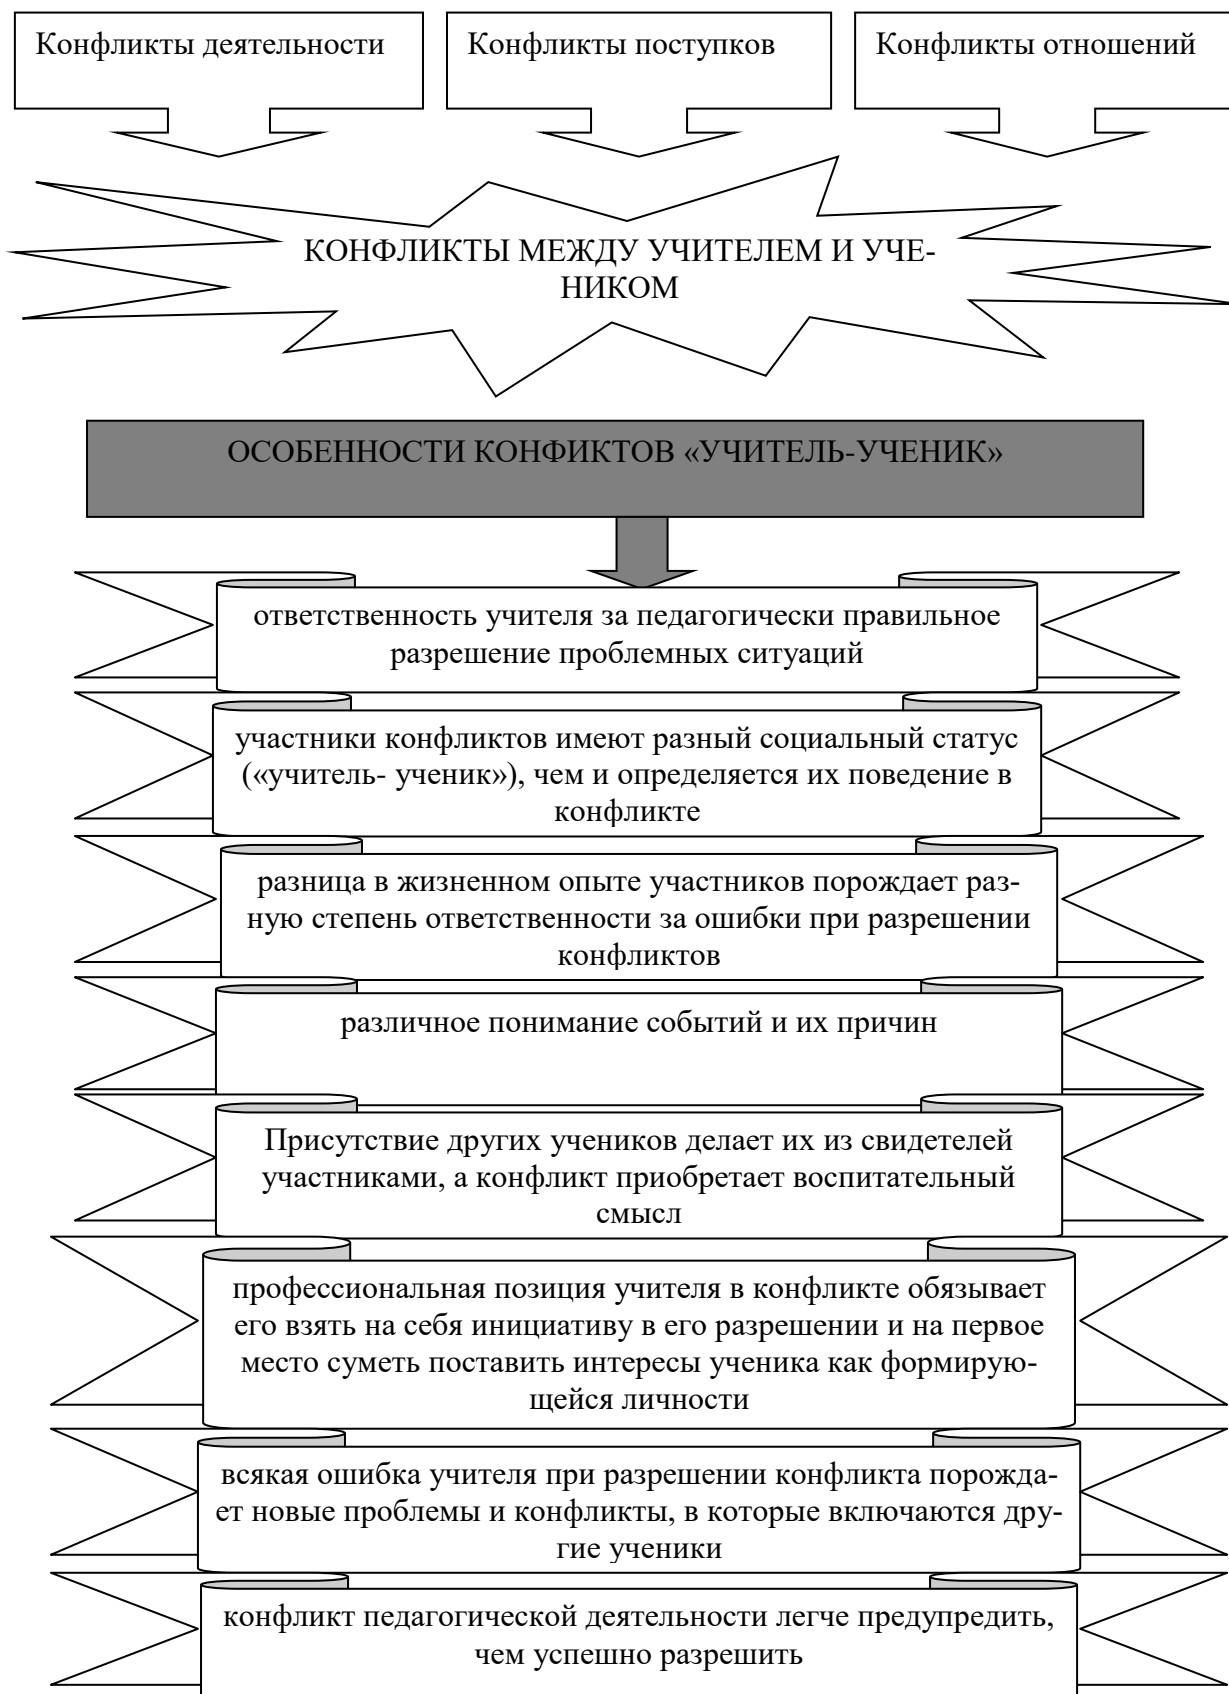 Конфликты деятельности
Конфликты поступков
Конфликты отношений
КОНФЛИКТЫ МЕЖДУ УЧИТЕЛЕМ И УЧЕ-
НИКОМ
ОСОБЕННОСТИ КОНФИКТОВ «УЧИТЕЛЬ-УЧЕНИК»
ответственность учителя за педагогически правильное
разрешение проблемных ситуаций
участники конфликтов имеют разный социальный статус
(«учитель- ученик»), чем и определяется их поведение в
конфликте
разница в жизненном опыте участников порождает раз-
ную степень ответственности за ошибки при разрешении
конфликтов
различное понимание событий и их причин
Присутствие других учеников делает их из свидетелей
участниками, а конфликт приобретает воспитательный
смысл
профессиональная позиция учителя в конфликте обязывает
его взять на себя инициативу в его разрешении и на первое
место суметь поставить интересы ученика как формирую-
щейся личности
всякая ошибка учителя при разрешении конфликта порожда-
ет новые проблемы и конфликты, в которые включаются дру-
гие ученики
конфликт педагогической деятельности легче предупредить,
чем успешно разрешить